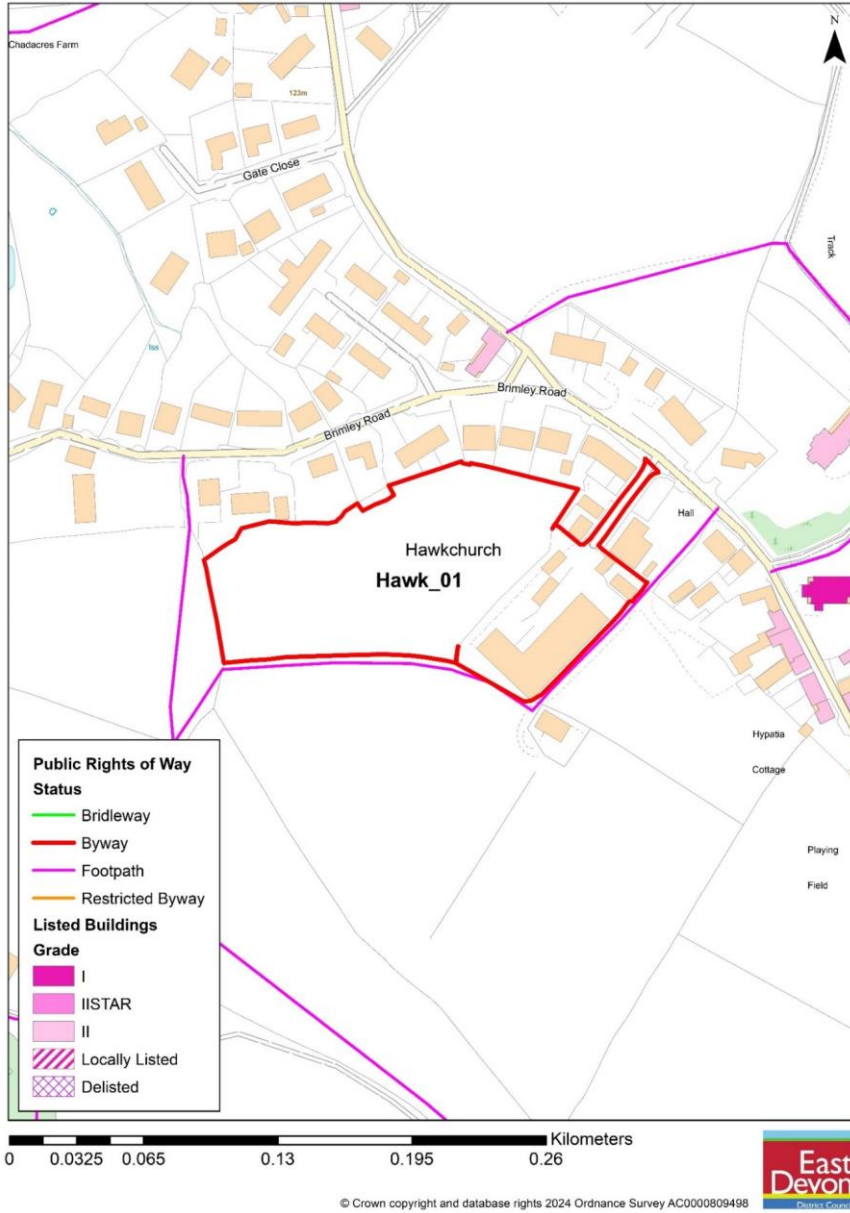 N
Chadacres Farm
123m
Gate Close
Track
Iss
Brimley Road
Brimley Road
Hall
Hawkchurch
Hawk_01
Hypatia
Cottage
Playing
Field
Public Rights of Way
Status
Bridleway
Byway
Footpath
Restricted Byway
Listed Buildings
Grade
I
IISTAR
II
Locally Listed
Delisted
Kilometers
0 0.0325 0.065 0.13 0.195 0.26
East
Devon
District Council
© Crown copyright and database rights 2024 Ordnance Survey AC0000809498